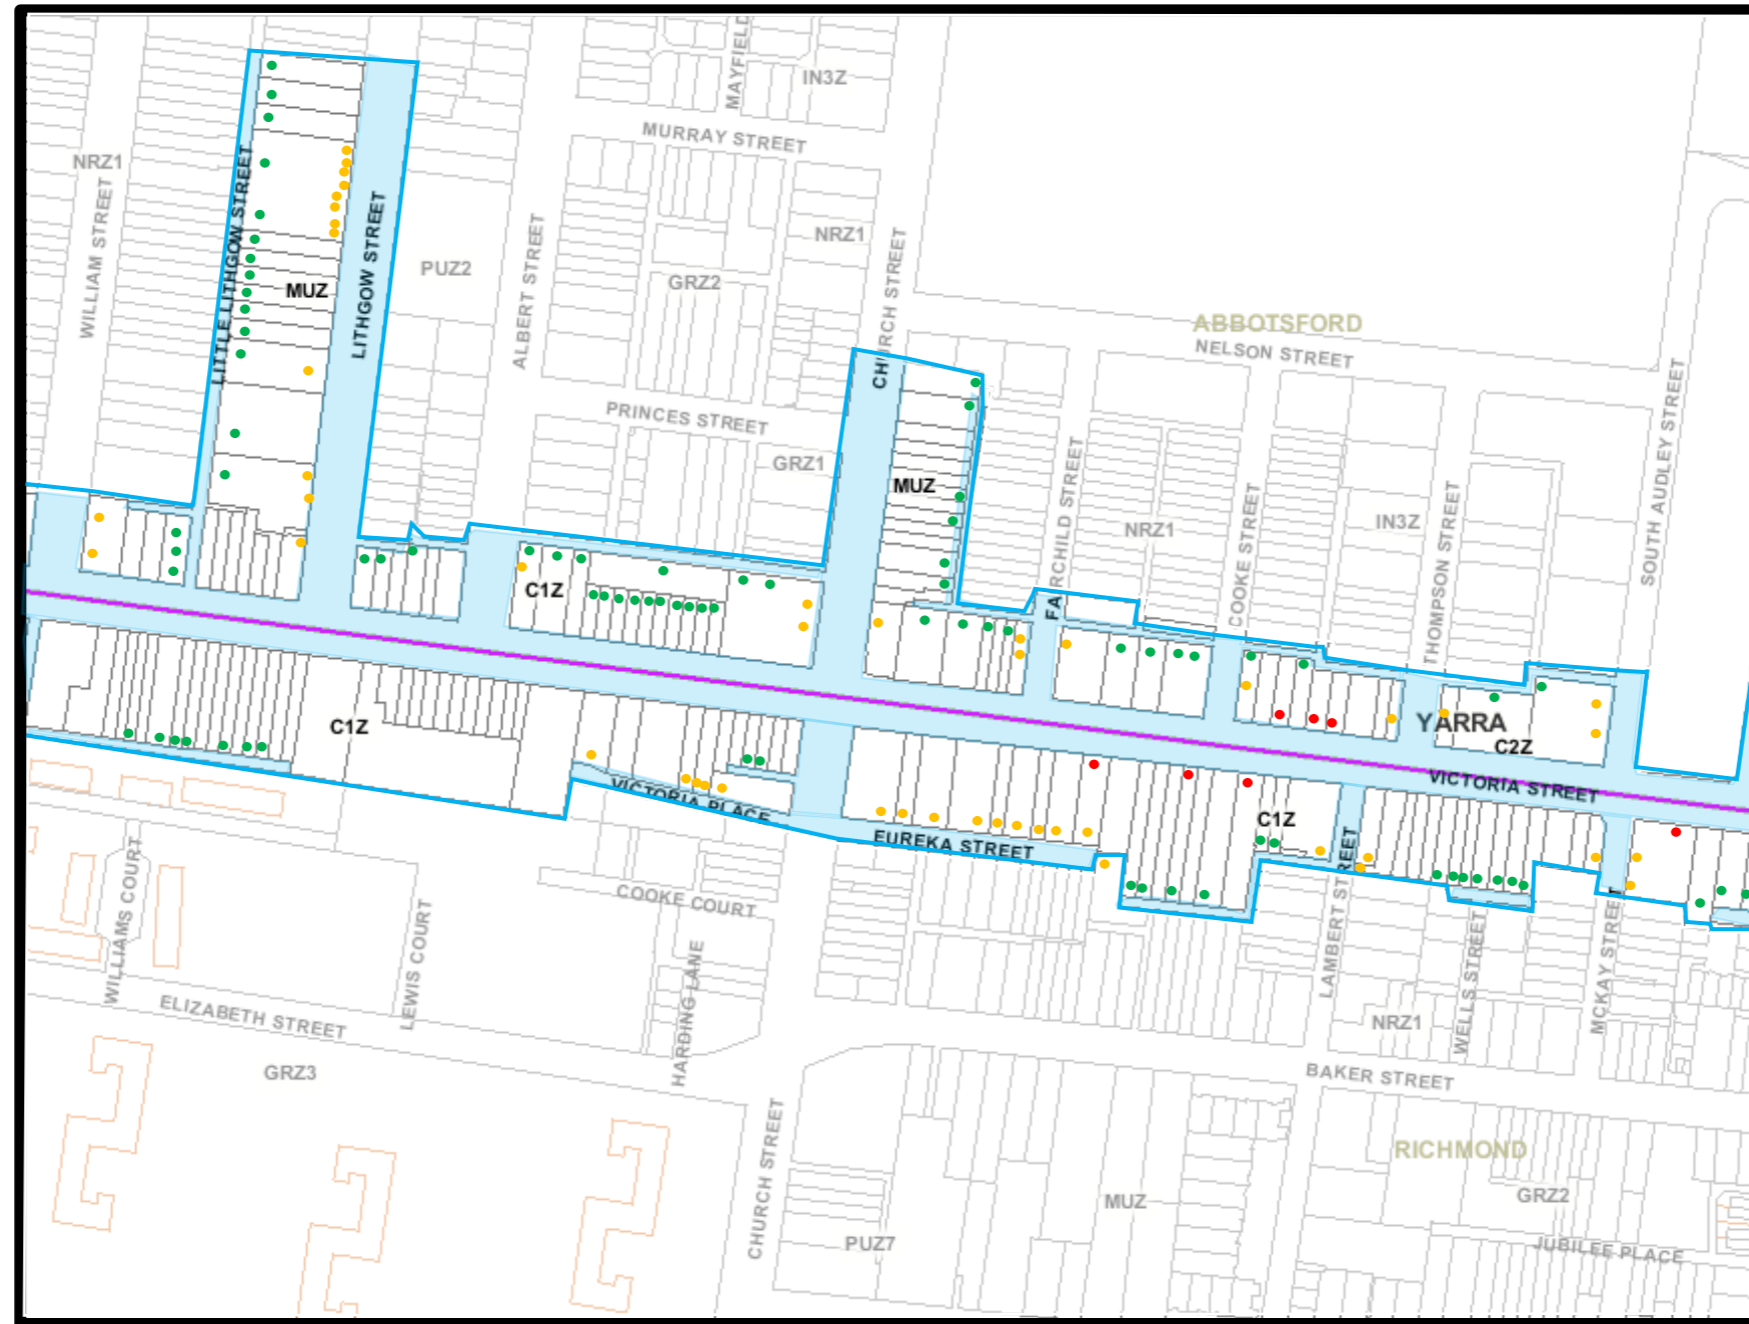 MAYFIELD
IN3Z
MURRAY STREET
NRZ1
WILLIAM STREET
LITTLE LITHGOW STREET
MUZ
LITHGOW STREET
PUZ2
ALBERT STREET
GRZ2
NRZ1
CHURCH STREET
ABBOTSFORD
NELSON STREET
PRINCES STREET
GRZ1
MUZ
FAIRCHILD STREET
NRZ1
COOKE STREET
IN3Z
THOMPSON STREET
SOUTH AUDLEY STREET
C1Z
YARRA
C2Z
C1Z
VICTORIA STREET
VICTORIA PLACE
EUREKA STREET
C1Z
LAMBERT STREET
WILLIAMS COURT
LEWIS COURT
COOKE COURT
HARDING LANE
ELIZABETH STREET
NRZ1
WELLS STREET
MCKAY STREET
GRZ3
BAKER STREET
CHURCH STREET
RICHMOND
MUZ
GRZ2
PUZ7
JUBILEE PLACE